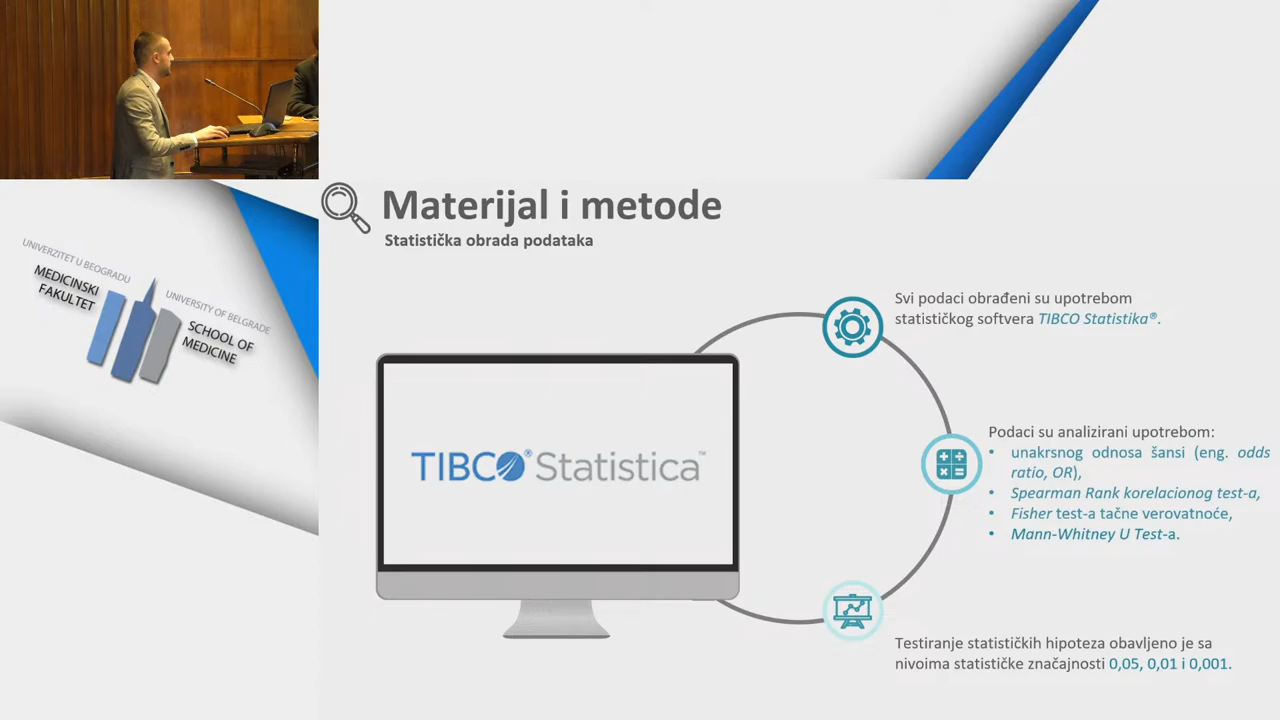 Materijal i metode
Statistička obrada podataka
UNIVERZITET U BEOGRADU
MEDICINSKI
FAKULTET
UNIVERSITY OF BELGRADE
SCHOOL OF
MEDICINE
TIBCO® Statistica™
Svi podaci obrađeni su upotrebom
statističkog softvera TIBCO Statistika®.
Podaci su analizirani upotrebom:
• unakrsnog odnosa šansi (eng. odds
ratio, OR),
• Spearman Rank korelacionog test-a,
• Fisher test-a tačne verovatnoće,
• Mann-Whitney U Test-a.
Testiranje statističkih hipoteza obavljeno je sa
nivoima statističke značajnosti 0,05, 0,01 i 0,001.